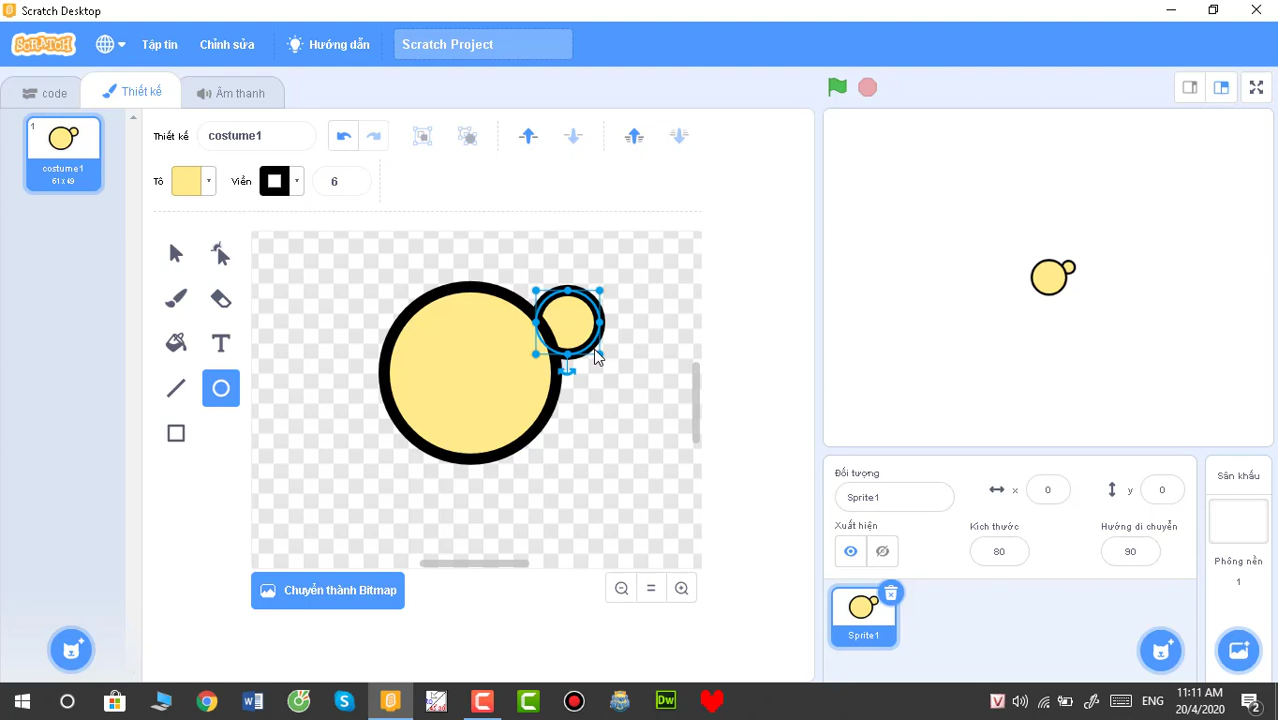 Scratch Desktop
SCRATCH
Tập tin
Chỉnh sửa
Hướng dẫn
Scratch Project
code
Thiết kế
Âm thanh
1
costume1
61 x 49
Thiết kế
costume1
Tô
Viền
6
Chuyển thành Bitmap
Đối tượng
Sprite1
x
0
y
0
Xuất hiện
Kích thước
80
Hướng di chuyển
90
Sprite1
Sân khấu
Phông nền
1
Dw
V
ENG
11:11 AM
20/4/2020
2